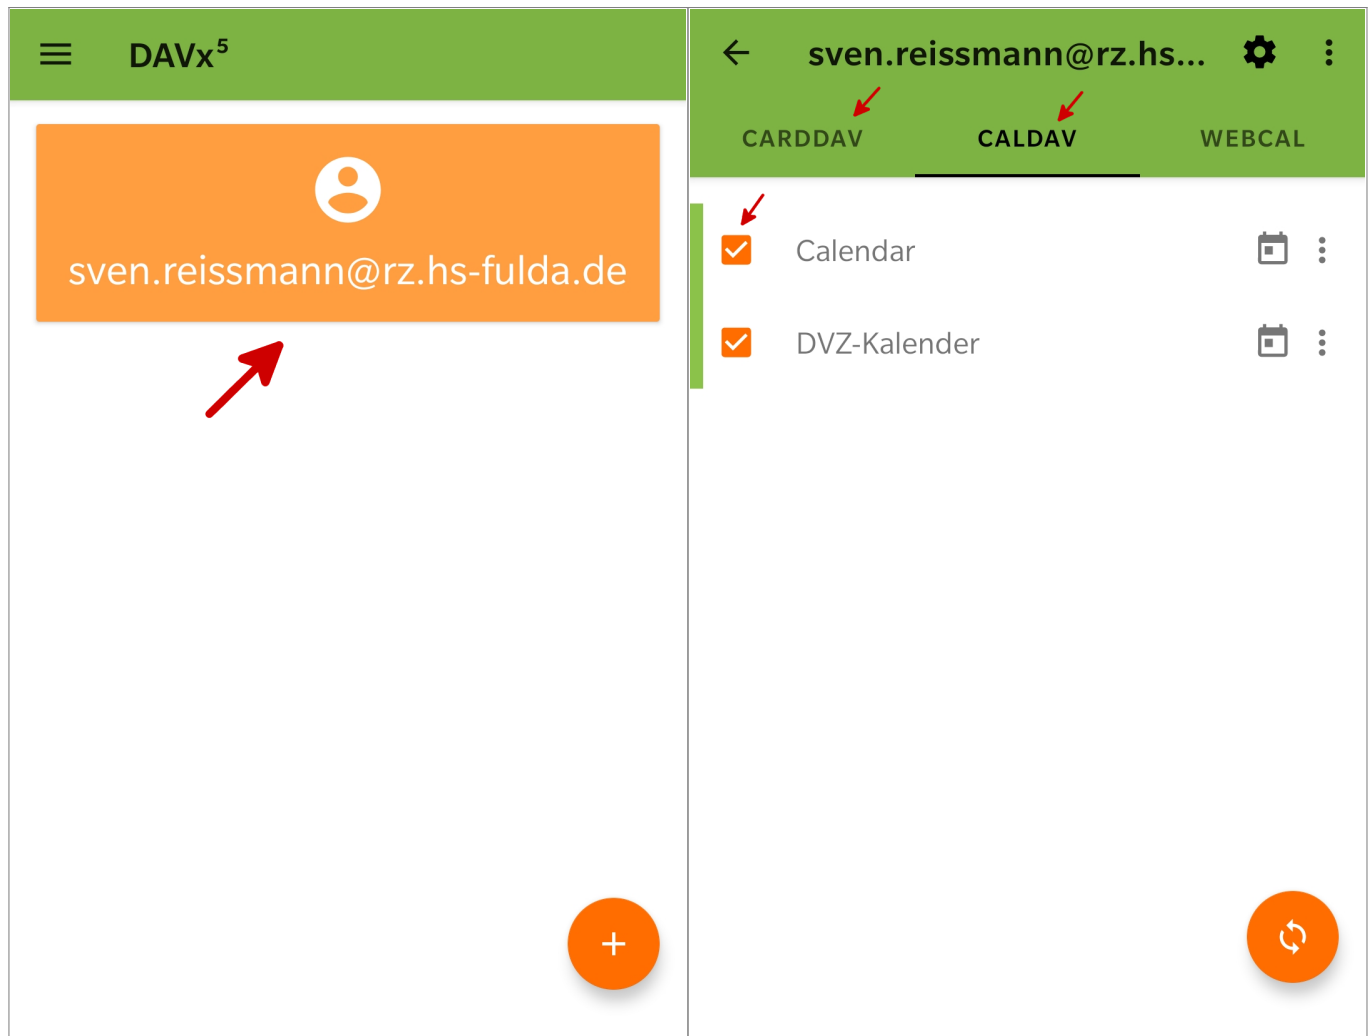 DAVx⁵
sven.reissmann@rz.hs-fulda.de
sven.reissmann@rz.hs...
CARDDAV CALDAV WEBCAL
Calendar
DVZ-Kalender